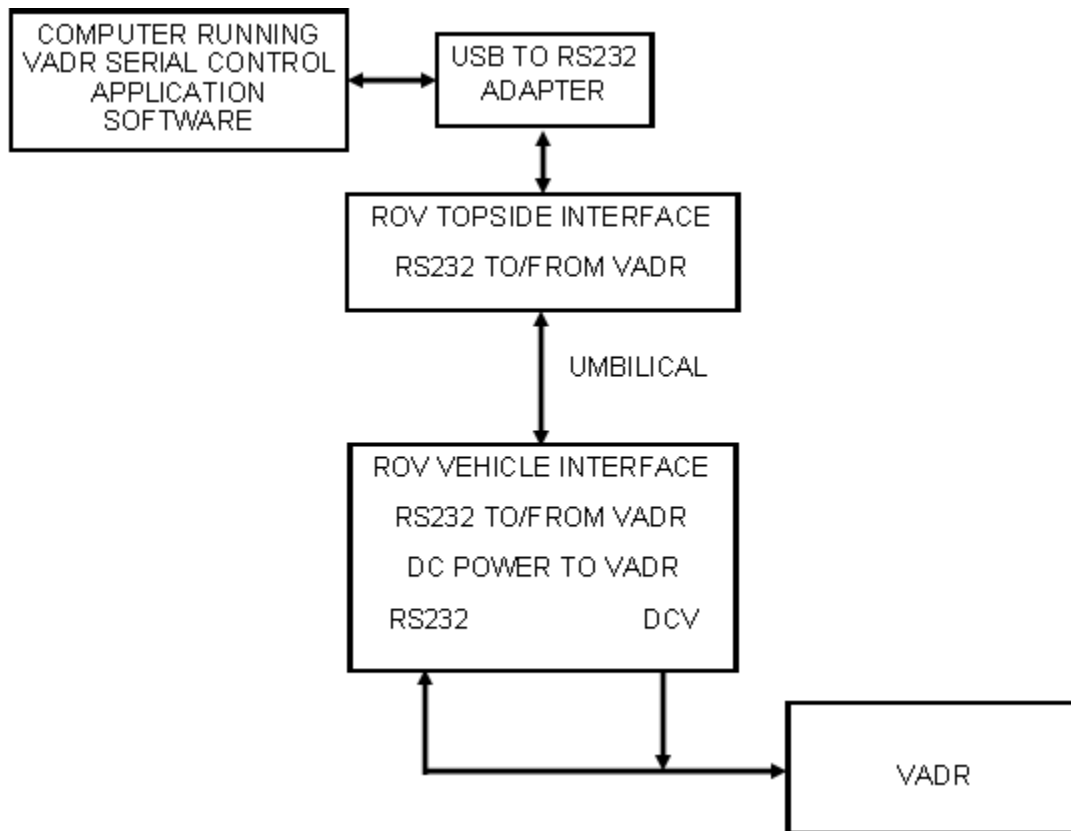 COMPUTER RUNNING
VADR SERIAL CONTROL
APPLICATION
SOFTWARE
USB TO RS232
ADAPTER
ROV TOPSIDE INTERFACE
RS232 TO/FROM VADR
UMBILICAL
ROV VEHICLE INTERFACE
RS232 TO/FROM VADR
DC POWER TO VADR
RS232 DCV
VADR